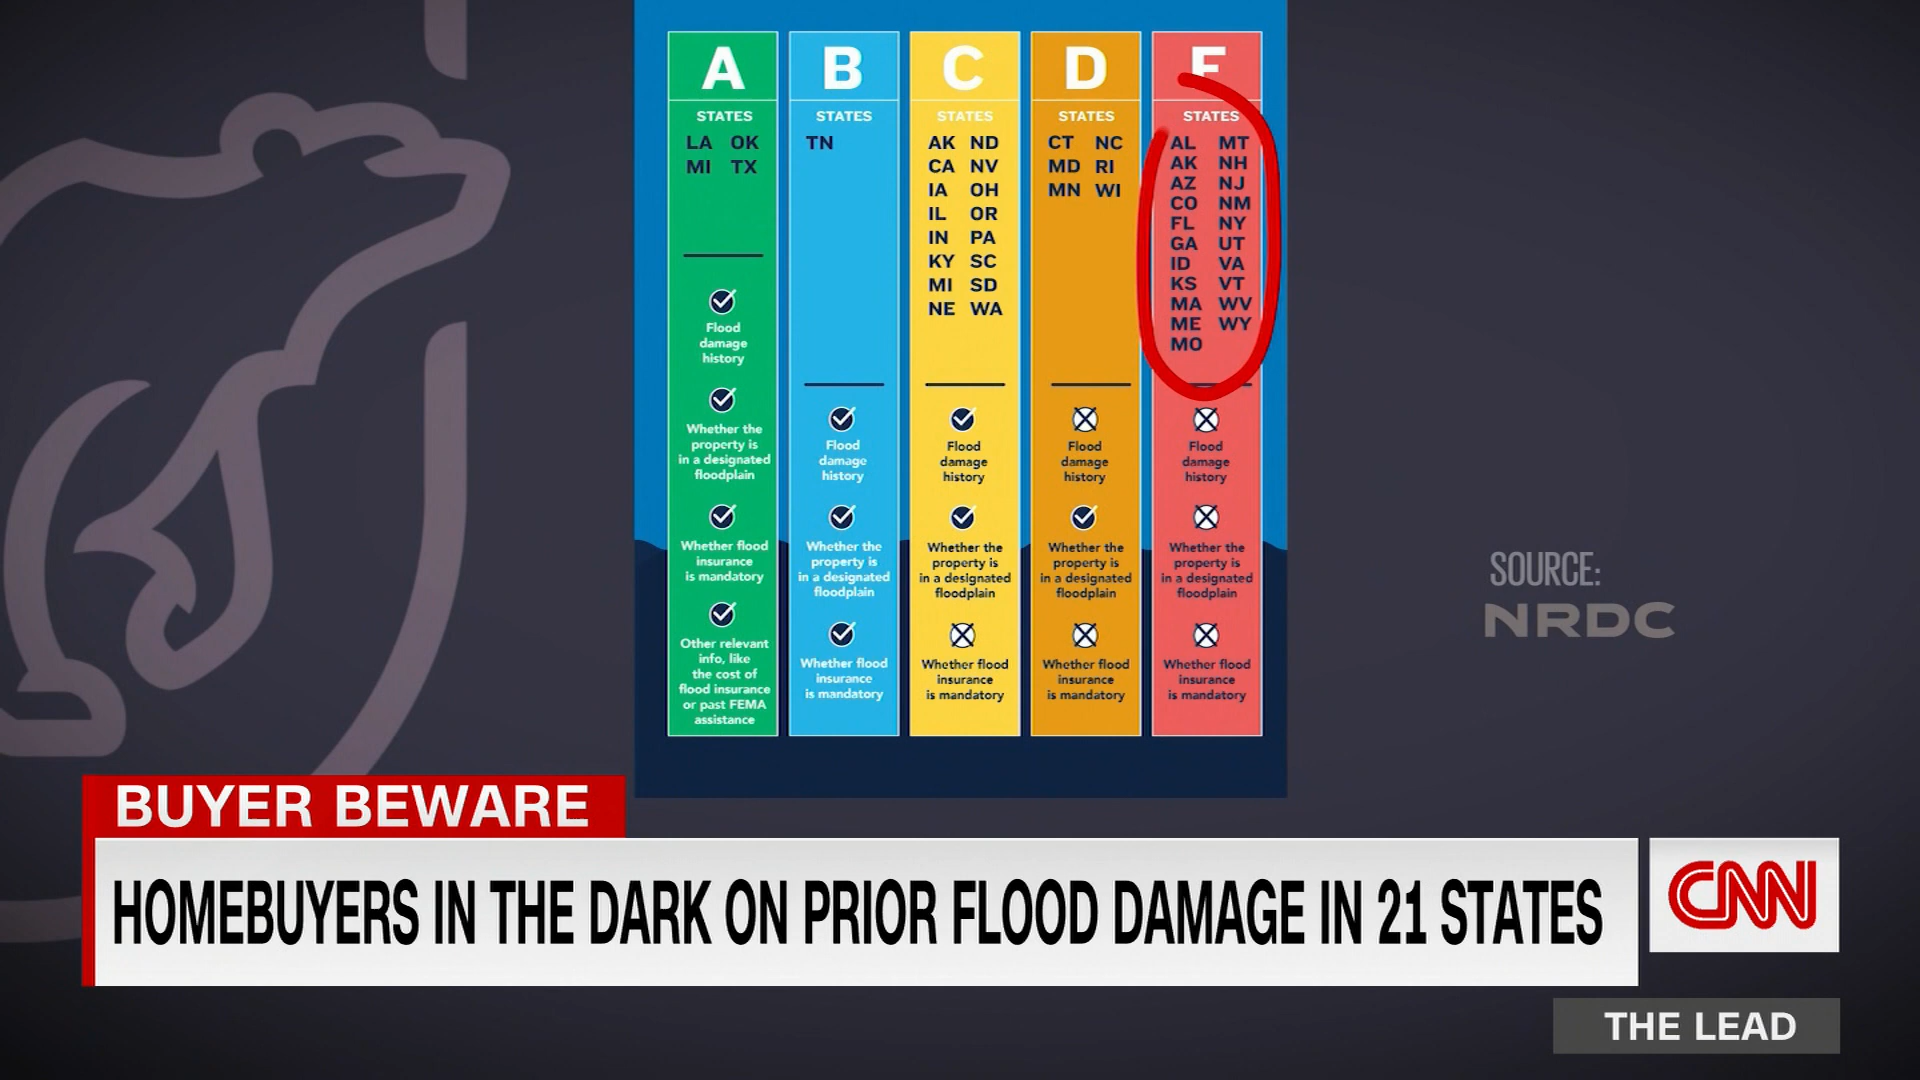 A
STATES
LA OK
MI TX
Flood
damage
history
Whether the
property is
in a designated
floodplain
Whether flood
insurance
is mandatory
Other relevant
info, like
the cost of
flood insurance
or past FEMA
assistance
B
STATES
TN
Flood
damage
history
Whether the
property is
in a designated
floodplain
Whether flood
insurance
is mandatory
C
STATES
AK ND
CA NV
IA OH
IL OR
IN PA
KY SC
MI SD
NE WA
Flood
damage
history
Whether the
property is
in a designated
floodplain
Whether flood
insurance
is mandatory
D
STATES
CT NC
MD RI
MN WI
Flood
damage
history
Whether the
property is
in a designated
floodplain
Whether flood
insurance
is mandatory
F
STATES
AL MT
AK NH
AZ NJ
CO NM
FL NY
GA UT
ID VA
KS VT
MA WV
ME WY
MO
Flood
damage
history
Whether the
property is
in a designated
floodplain
Whether flood
insurance
is mandatory
SOURCE:
NRDC
BUYER BEWARE
HOMEBUYERS IN THE DARK ON PRIOR FLOOD DAMAGE IN 21 STATES
CNN
THE LEAD